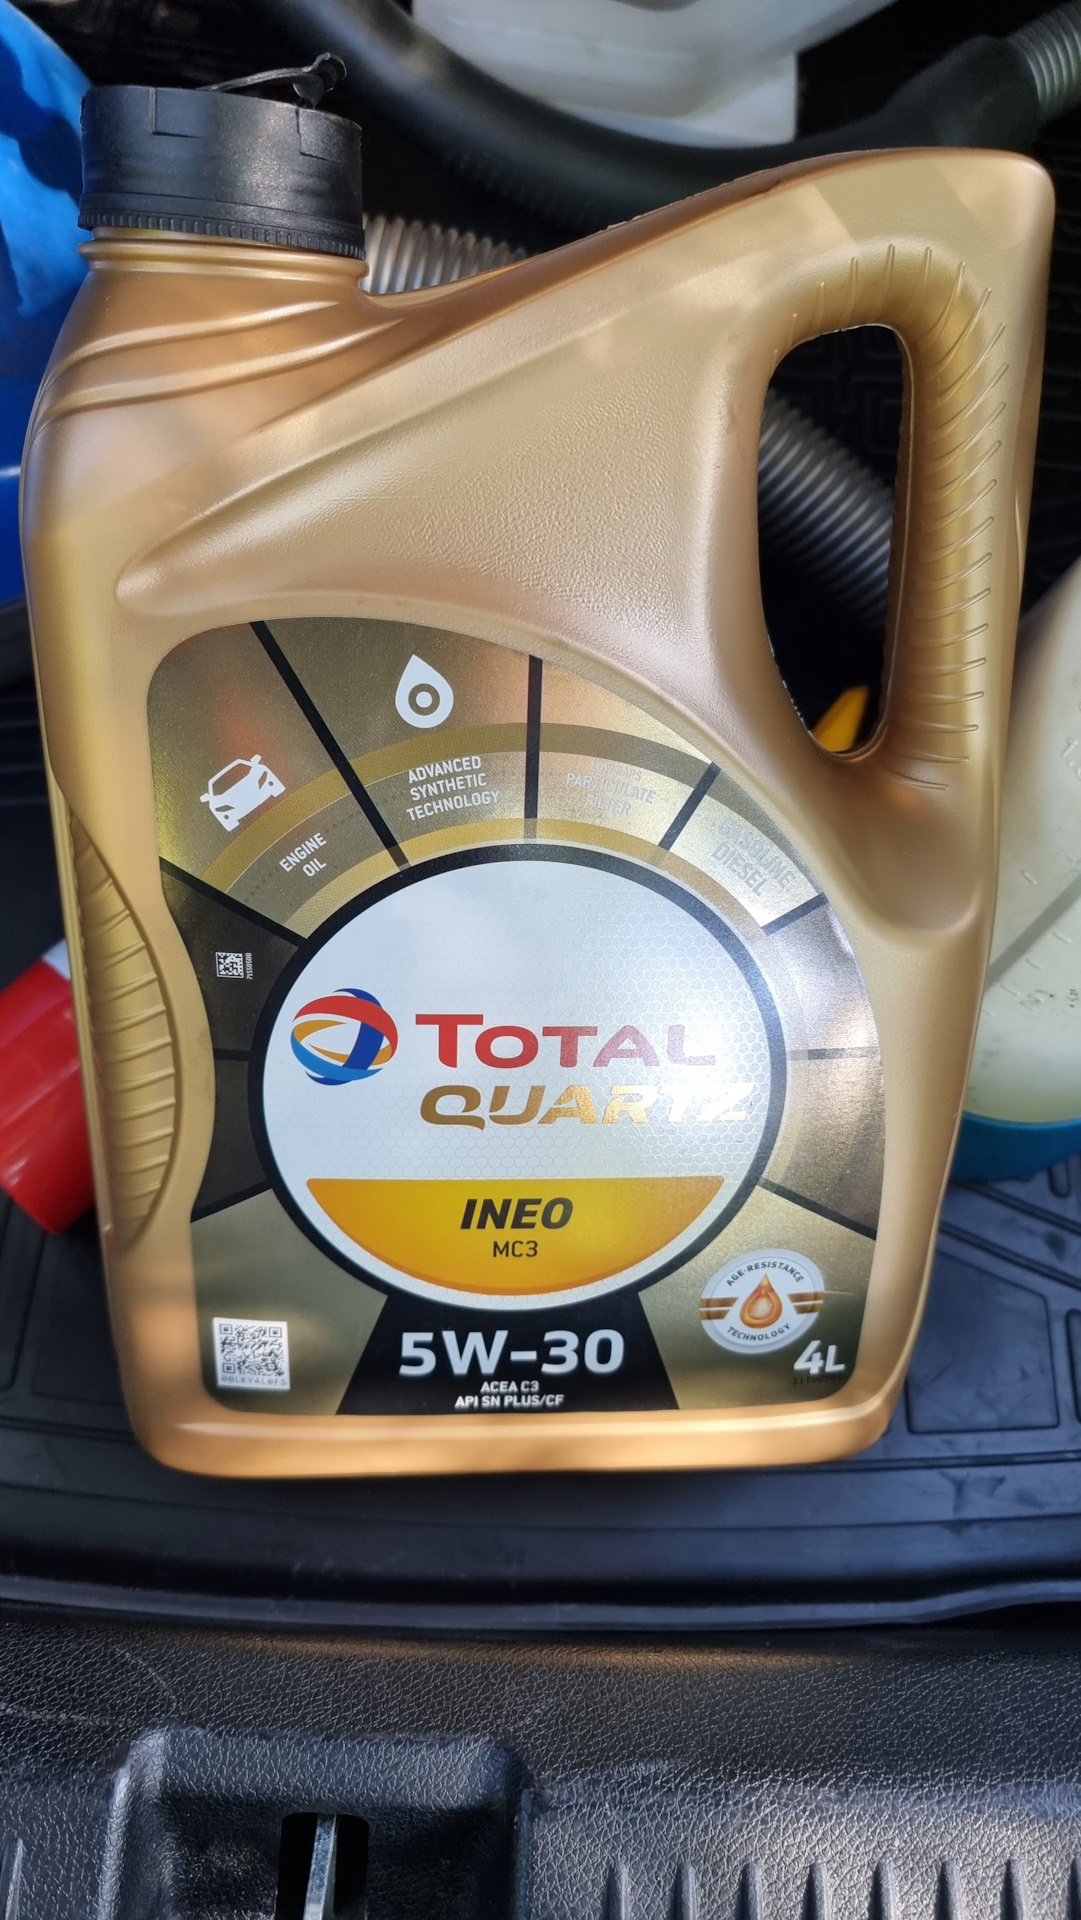 ADVANCED
SYNTHETIC
TECHNOLOGY
PARTICULATE
FILTER
GASOLINE
DIESEL
ENGINE
OIL
TOTAL
QUARTZ
INEO
MC3
AGE-RESISTANCE
TECHNOLOGY
5W-30
4L
ACEA C3
API SN PLUS/CF